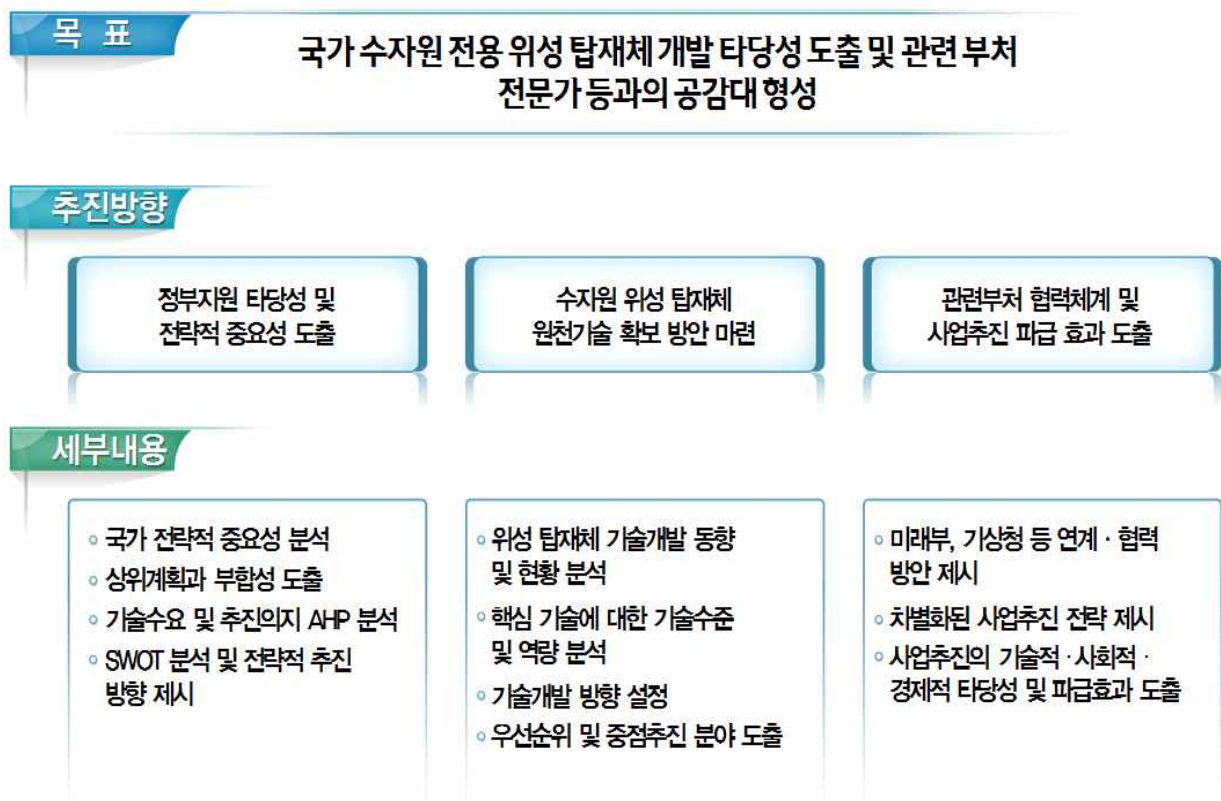 목 표
국가 수자원 전용 위성 탑재체 개발 타당성 도출 및 관련 부처
전문가 등과의 공감대 형성
추진방향
정부지원 타당성 및
전략적 중요성 도출
수자원 위성 탑재체
원천기술 확보 방안 마련
관련부처 협력체계 및
사업추진 파급 효과 도출
세부내용
◦ 국가 전략적 중요성 분석
◦ 상위계획과 부합성 도출
◦ 기술수요 및 추진의지 AHP 분석
◦ SWOT 분석 및 전략적 추진
방향 제시
◦ 위성 탑재체 기술개발 동향
및 현황 분석
◦ 핵심 기술에 대한 기술수준
및 역량 분석
◦ 기술개발 방향 설정
◦ 우선순위 및 중점추진 분야 도출
◦ 미래부, 기상청 등 연계·협력
방안 제시
◦ 차별화된 사업추진 전략 제시
◦ 사업추진의 기술적·사회적·
경제적 타당성 및 파급효과 도출